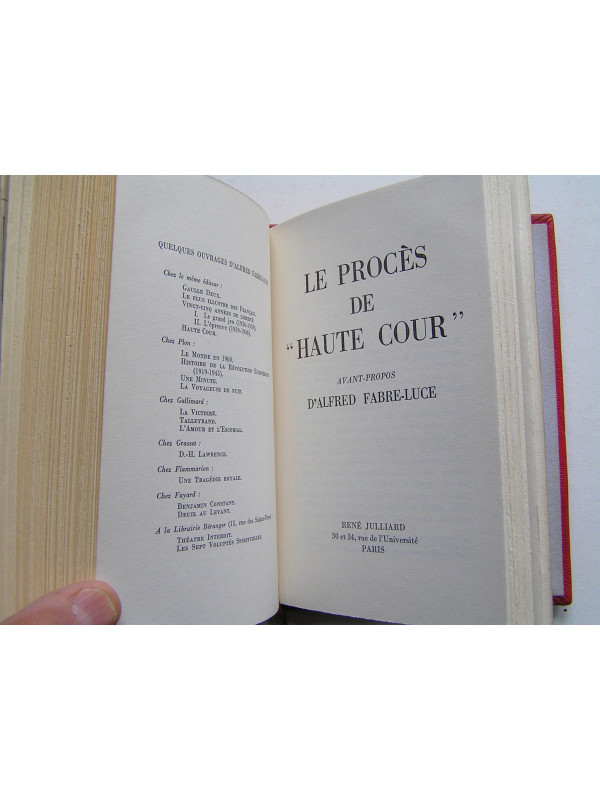 QUELQUES OUVRAGES D'ALFRED FABRE-LUCE
Chez le même éditeur :
GAULLE DEUX.
LE PLUS ILLUSTRE DES FRANÇAIS.
VINGT-CINQ ANNÉES DE LIBERTÉ
I. Le grand jeu (1936-1939).
II. L'épreuve (1939-1946).
HAUTE COUR.
Chez Plon :
LE MONDE EN 1960.
HISTOIRE DE LA RÉVOLUTION
(1919-1945).
UNE MINUTE.
LA VOYAGEUSE DE NUIT.
Chez Gallimard :
LA VICTOIRE.
TALLEYRAND.
L'AMOUR ET L'ESCORIAL.
Chez Grasset :
D.-H. LAWRENCE.
Chez Flammarion :
UNE TRAGÉDIE ROYALE.
Chez Fayard :
BENJAMIN CONSTANT.
DEUIL AU LEVANT.
A la Librairie Béranger (15, rue des
THÉATRE INTERDIT.
LES SEPT VOLUPTÉS SPIRITUELLES.
LE PROCÈS
DE
"HAUTE COUR"
AVANT-PROPOS
D'ALFRED FABRE-LUCE
RENÉ JULLIARD
30 et 34, rue de l'Université
PARIS